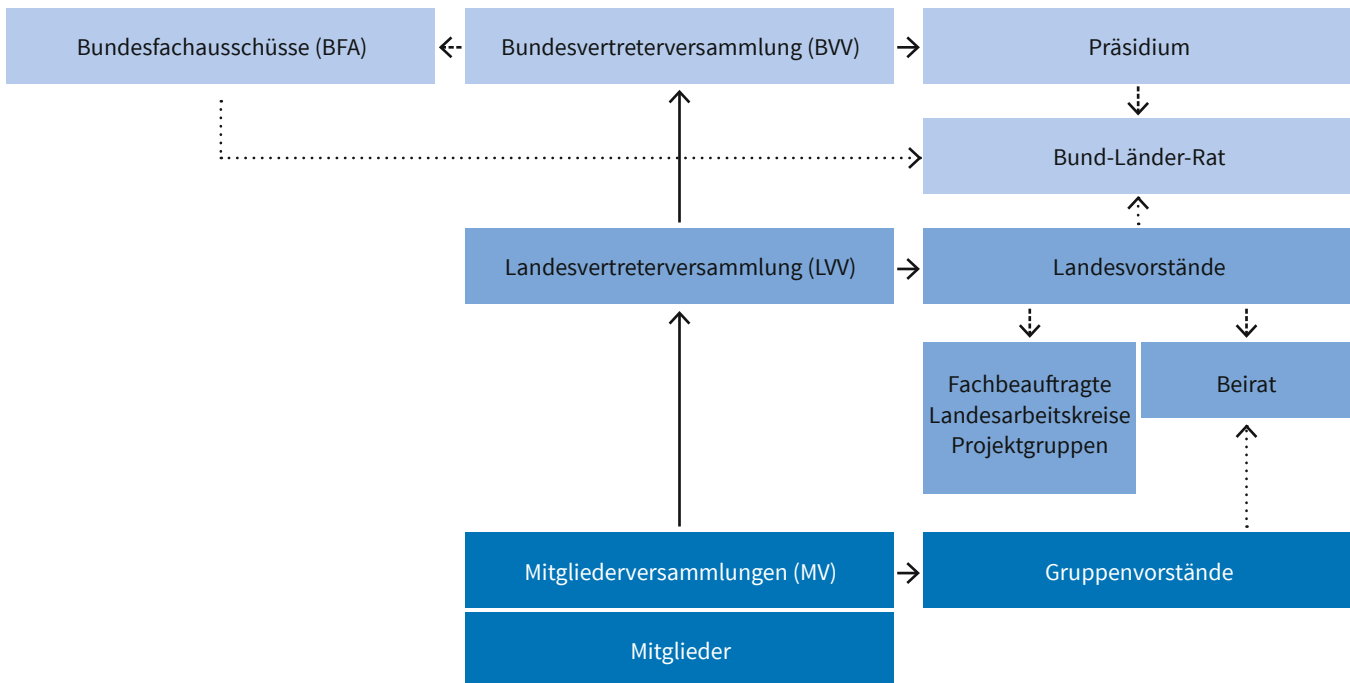 Bundesfachausschüsse (BFA)
Bundesvertreterversammlung (BVV)
Präsidium
Bund-Länder-Rat
Landesvertreterversammlung (LVV)
Landesvorstände
Fachbeauftragte
Landesarbeitskreise
Projektgruppen
Beirat
Mitgliederversammlungen (MV)
Gruppenvorstände
Mitglieder